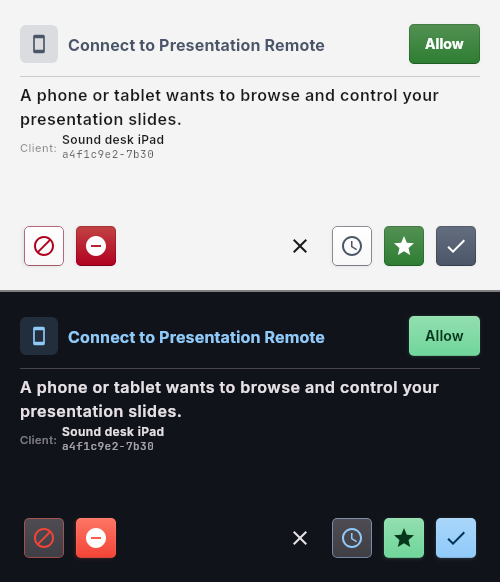 Connect to Presentation Remote
Allow
A phone or tablet wants to browse and control your
presentation slides.
Client:
Sound desk iPad
a4f1c9e2-7b30
Connect to Presentation Remote
Allow
A phone or tablet wants to browse and control your
presentation slides.
Client:
Sound desk iPad
a4f1c9e2-7b30